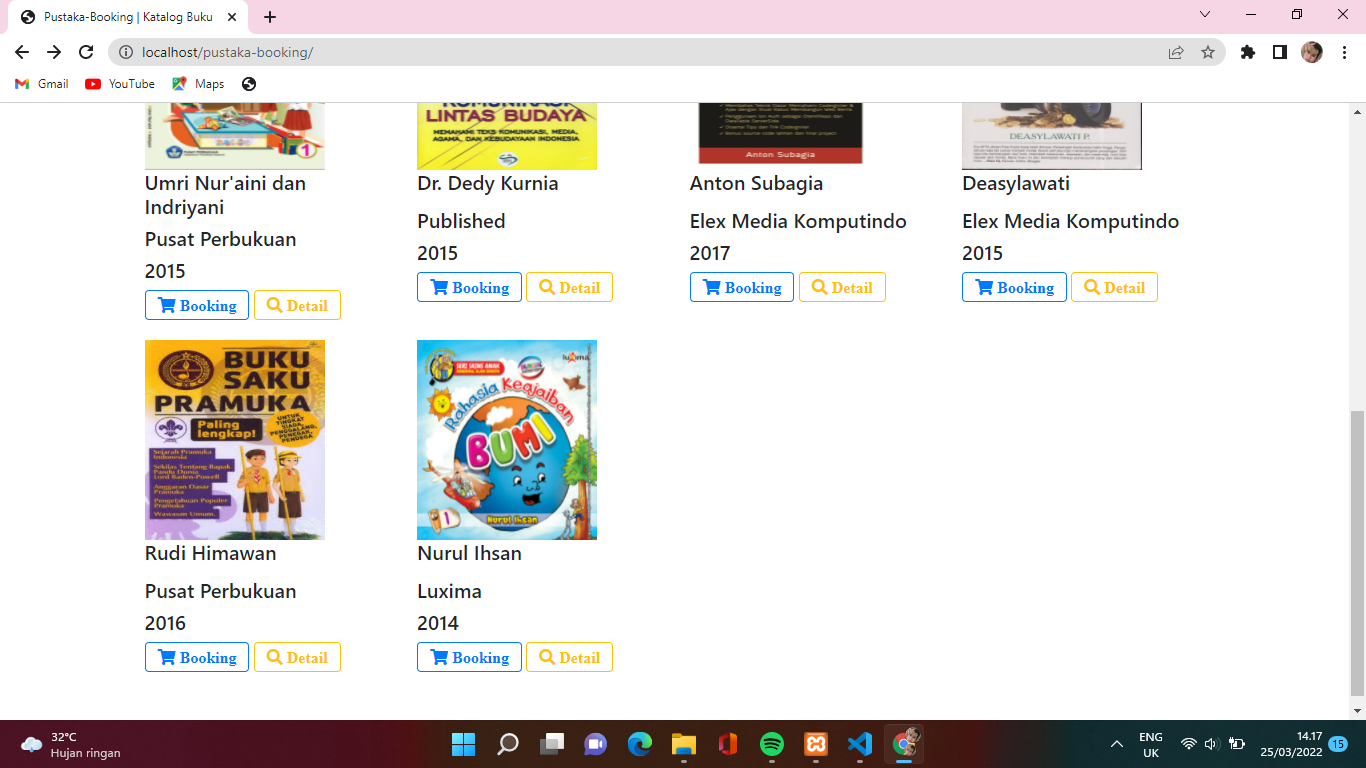 Pustaka-Booking | Katalog Buku
localhost/pustaka-booking/
Gmail
YouTube
Maps
1
KOMUNIKASI
LINTAS BUDAYA
MEMAHAMI TEKS KOMUNIKASI, MEDIA,
AGAMA, DAN KEBUDAYAAN INDONESIA
Anton Subagia
DEASYLAWATI P.
Umri Nur'aini dan
Indriyani
Pusat Perbukuan
2015
Booking
Detail
Dr. Dedy Kurnia
Published
2015
Booking
Detail
Anton Subagia
Elex Media Komputindo
2017
Booking
Detail
Deasylawati
Elex Media Komputindo
2015
Booking
Detail
BUKU
SAKU
PRAMUKA
Paling
lengkap!
UNTUK
TINGKAT
SIAGA,
PENGGALANG,
PENEGAK,
PENDEGA
Sejarah Pramuka
Indonesia
Sekilas Tentang Bapak
Pandu Dunia
Lord Baden-Powell
Anggaran Dasar
Pramuka
Pengetahuan Populer
Pramuka
Wawasan Umum.
Rudi Himawan
Pusat Perbukuan
2016
Booking
Detail
luxima
SERI SAINS ANAK
Rahasia Keajaiban
BUMI
1
Nurul Ihsan
Nurul Ihsan
Luxima
2014
Booking
Detail
32°C
Hujan ringan
ENG
UK
14.17
25/03/2022
15